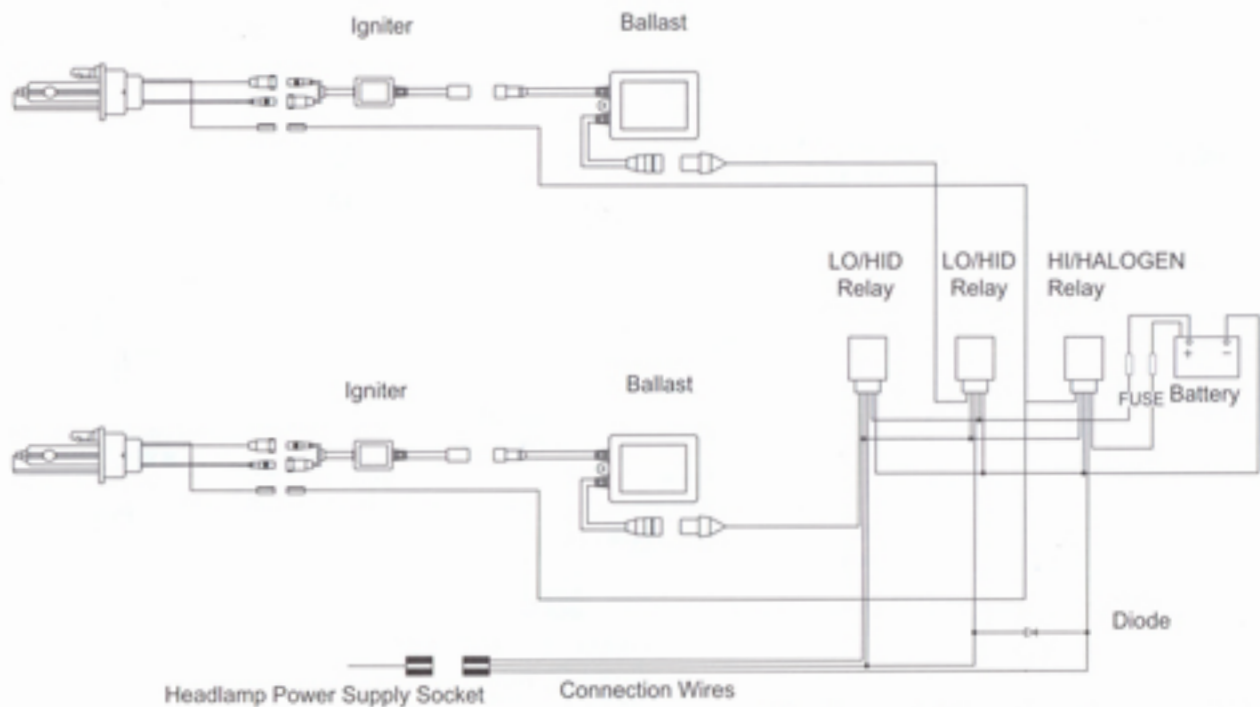 Igniter
Ballast
LO/HID
Relay
LO/HID
Relay
HI/HALOGEN
Relay
+
−
FUSE
Battery
Igniter
Ballast
Diode
Headlamp Power Supply Socket
Connection Wires